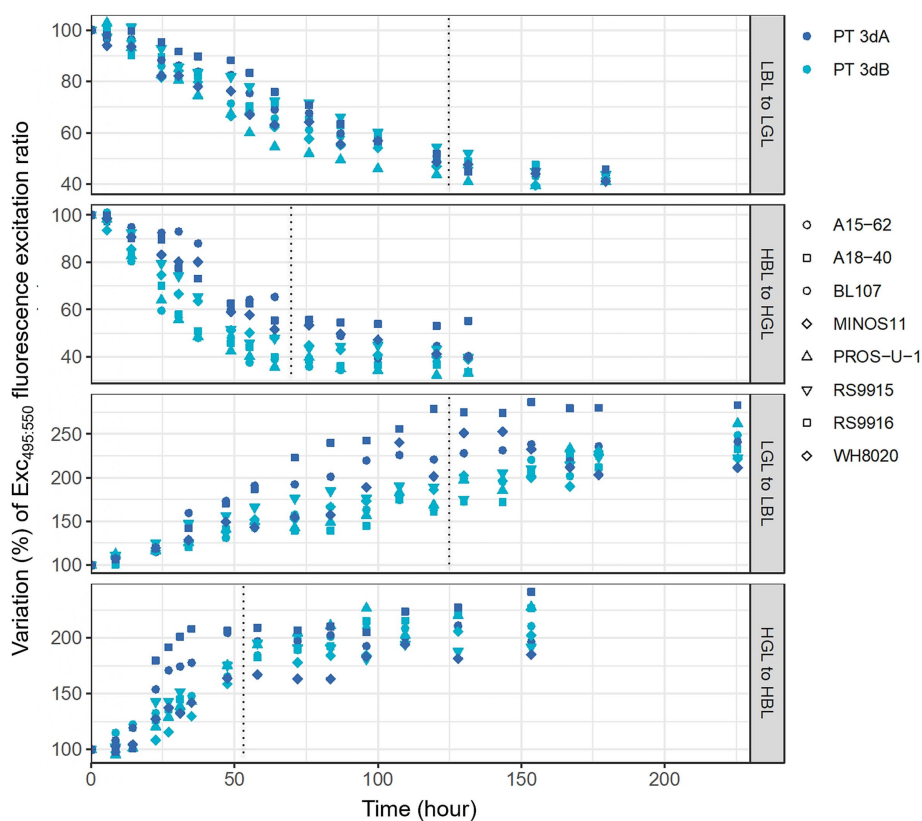 Variation (%) of Exc495:550 fluorescence excitation ratio
100
80
60
40
LBL to LGL
100
80
60
40
HBL to HGL
250
200
150
100
LGL to LBL
200
150
100
HGL to HBL
0
50
100
150
200
Time (hour)
PT 3dA
PT 3dB
A15−62
A18−40
BL107
MINOS11
PROS−U−1
RS9915
RS9916
WH8020